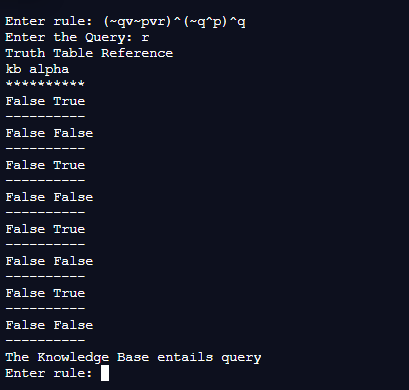 Enter rule: (~qv~pvr)^(~q^p)^q
Enter the Query: r
Truth Table Reference
kb alpha
**********
False True
----------
False False
----------
False True
----------
False False
----------
False True
----------
False False
----------
False True
----------
False False
----------
The Knowledge Base entails query
Enter rule: